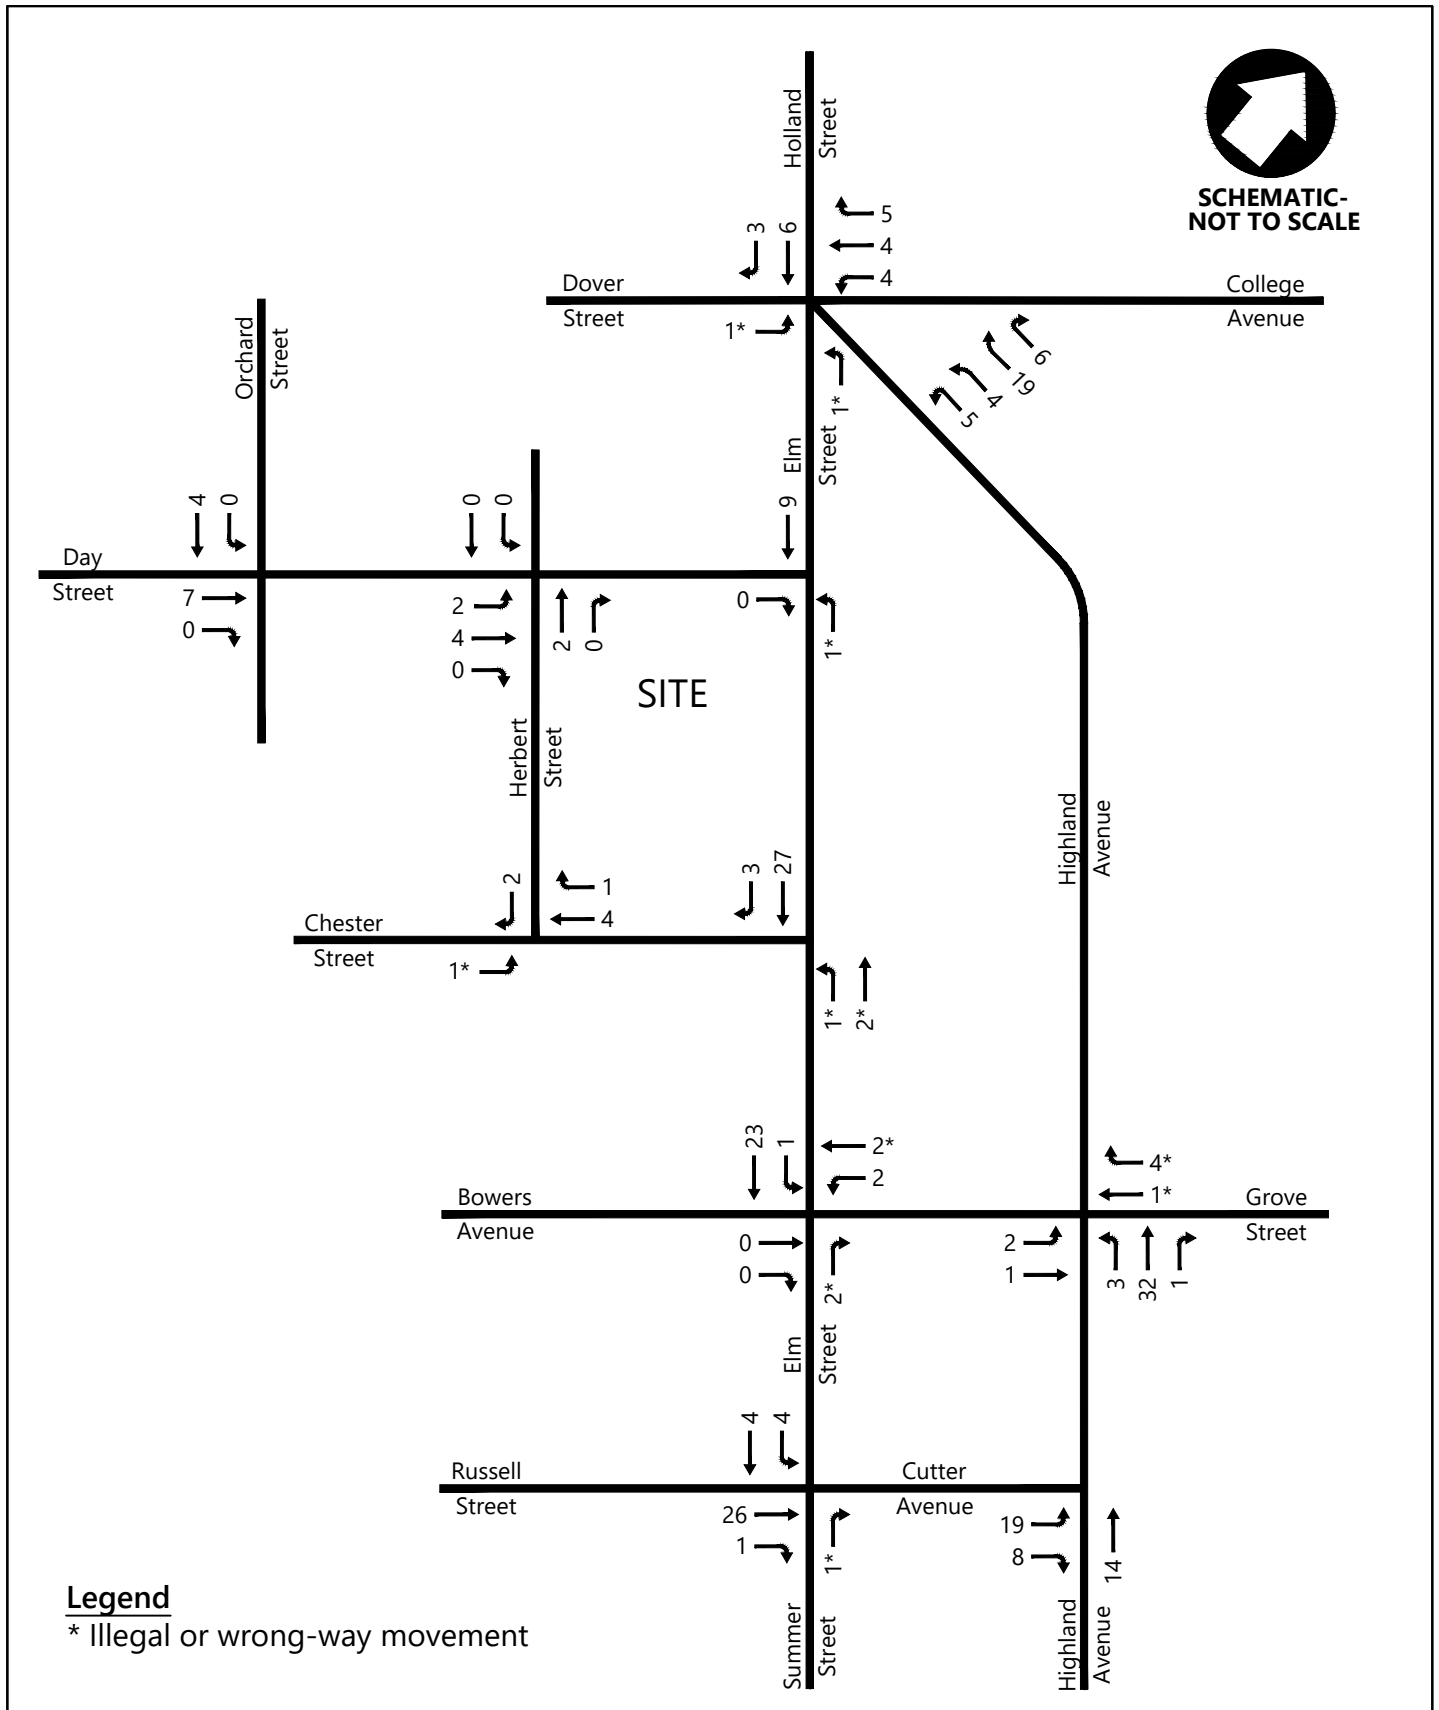 Holland
Street
SCHEMATIC-
NOT TO SCALE
3
6
5
4
4
Dover
Street
College
Avenue
1*
1*
6
19
4
5
Orchard
Street
Elm
Street
4
0
0
0
9
Day
Street
7
0
2
4
0
2
0
0
1*
SITE
Herbert
Street
Highland
Avenue
2
1
4
3
27
Chester
Street
1*
1*
2*
23
1
2*
2
4*
1*
Bowers
Avenue
Grove
Street
0
0
2*
2
1
3
32
1
Elm
Street
4
4
Russell
Street
Cutter
Avenue
26
1
1*
19
8
14
Legend
* Illegal or wrong-way movement
Summer
Street
Highland
Avenue